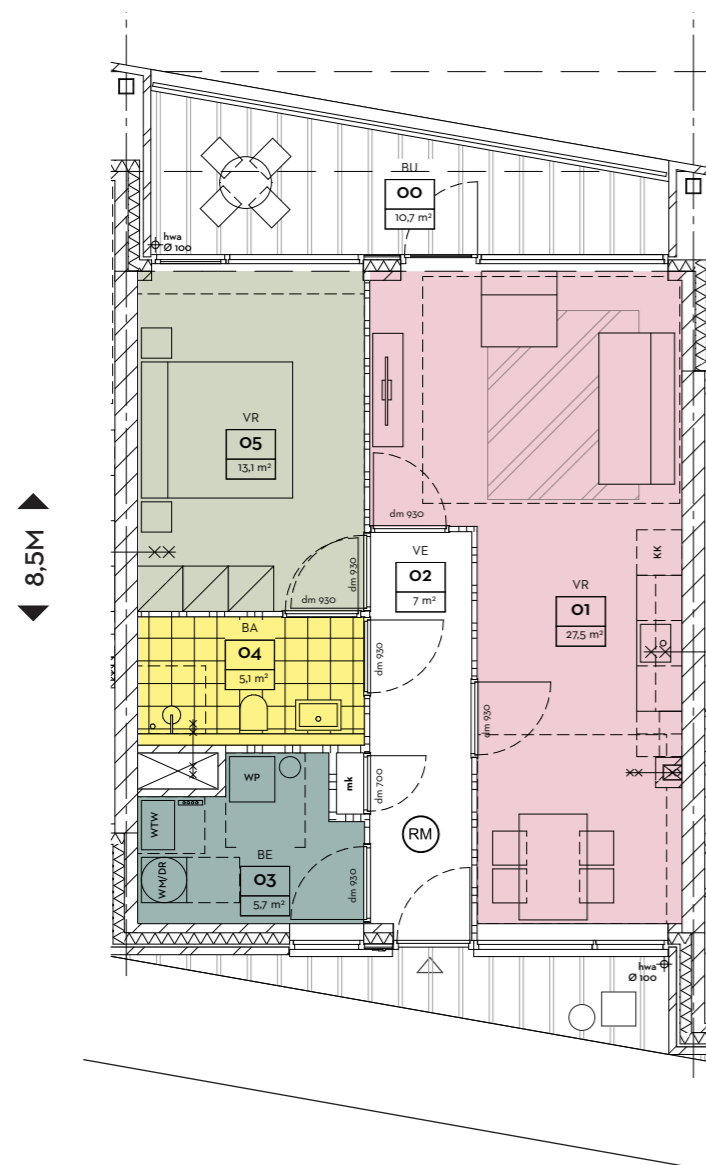 BU
00
10,7 m²
hwa
Ø 100
VR
05
13,1 m²
dm 930
VE
02
7 m²
KK
VR
01
27,5 m²
8,5M
dm 930
dm 930
BA
04
5,1 m²
dm 930
dm 930
WP
mk
dm 700
WTW
RM
WM/DR
BE
03
5,7 m²
dm 930
hwa
Ø 100